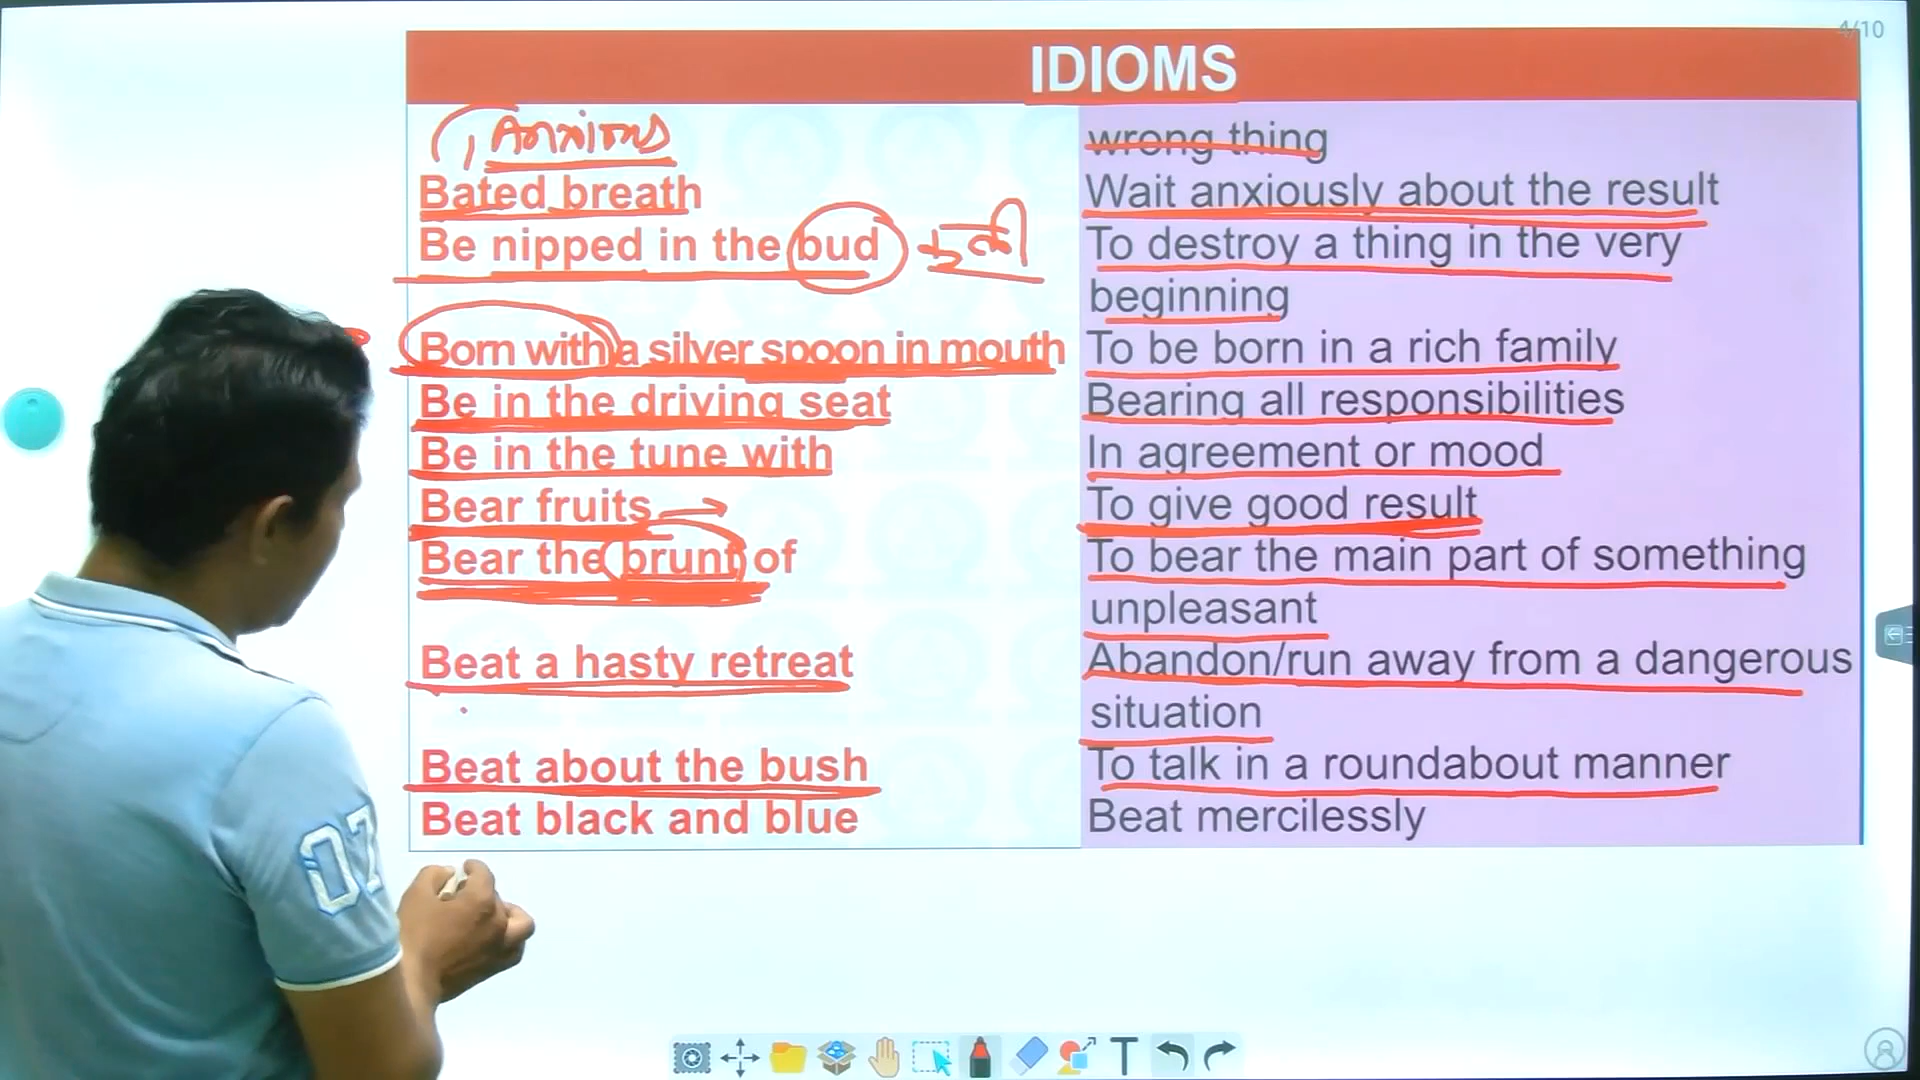 4/10
IDIOMS
Anxious
wrong thing
Bated breath
Wait anxiously about the result
Be nipped in the bud
To destroy a thing in the very
beginning
Born with a silver spoon in mouth
To be born in a rich family
Be in the driving seat
Bearing all responsibilities
Be in the tune with
In agreement or mood
Bear fruits
To give good result
Bear the brunt of
To bear the main part of something
unpleasant
Beat a hasty retreat
Abandon/run away from a dangerous
situation
Beat about the bush
To talk in a roundabout manner
Beat black and blue
Beat mercilessly
07